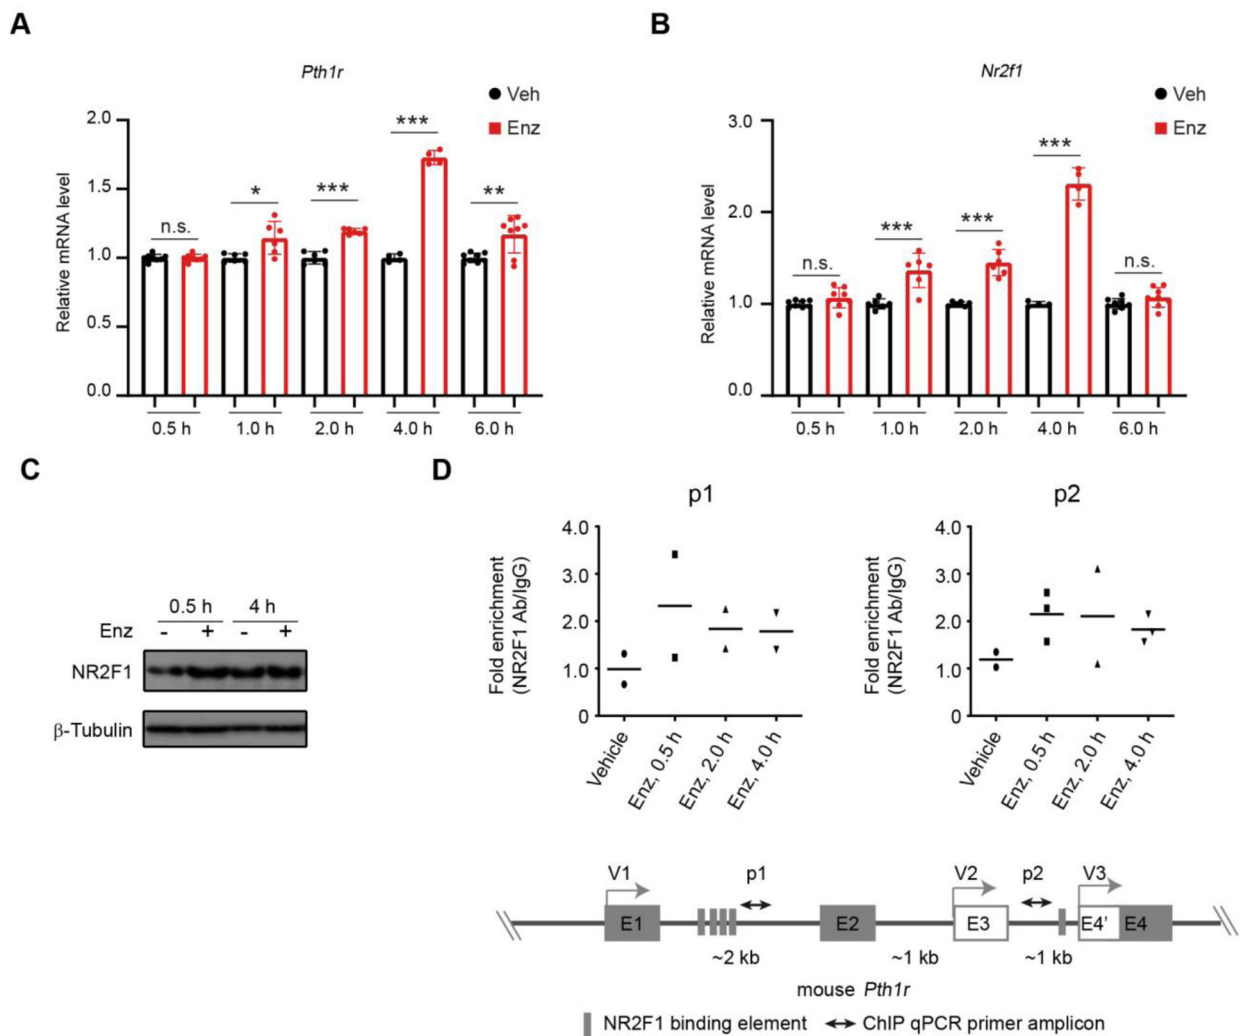 A
Pth1r
Veh
Enz
Relative mRNA level
2.0
1.5
1.0
0.5
0.0
n.s.
*
***
***
**
0.5 h
1.0 h
2.0 h
4.0 h
6.0 h
B
Nr2f1
Veh
Enz
Relative mRNA level
3.0
2.0
1.0
0.0
n.s.
***
***
***
n.s.
0.5 h
1.0 h
2.0 h
4.0 h
6.0 h
C
0.5 h 4 h
Enz - + - +
NR2F1
β-Tubulin
D
p1
Fold enrichment
(NR2F1 Ab/IgG)
4.0
3.0
2.0
1.0
0
Vehicle
Enz, 0.5 h
Enz, 2.0 h
Enz, 4.0 h
p2
Fold enrichment
(NR2F1 Ab/IgG)
4.0
3.0
2.0
1.0
0
Vehicle
Enz, 0.5 h
Enz, 2.0 h
Enz, 4.0 h
V1 p1 V2 p2 V3
E1 E2 E3 E4' E4
~2 kb ~1 kb ~1 kb
mouse Pth1r
NR2F1 binding element ChIP qPCR primer amplicon